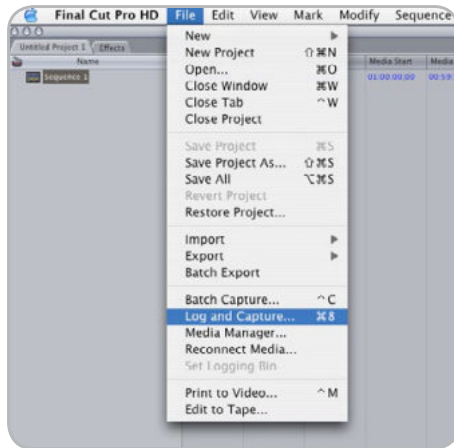 Final Cut Pro HD File Edit View Mark Modify Sequence
Untitled Project 1 Effects
Name Media Start Media
Sequence 1 01:00:00;00 00:59
New
New Project ⇧⌘N
Open... ⌘O
Close Window ⌘W
Close Tab ^W
Close Project
Save Project ⌘S
Save Project As... ⇧⌘S
Save All ⌥⌘S
Revert Project
Restore Project...
Import
Export
Batch Export
Batch Capture... ^C
Log and Capture... ⌘8
Media Manager...
Reconnect Media...
Set Logging Bin
Print to Video... ^M
Edit to Tape...